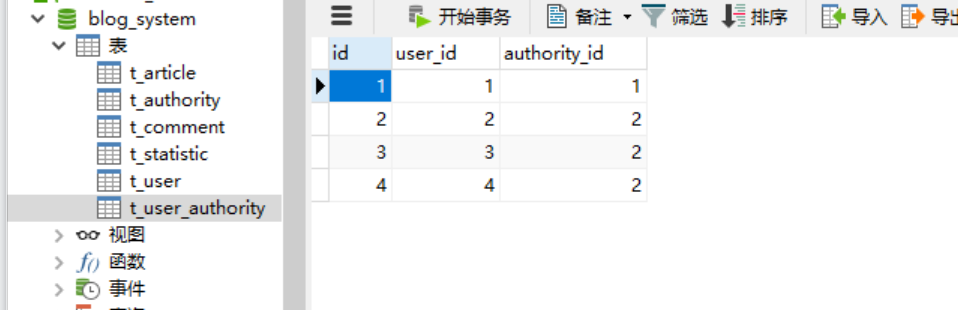 blog_system
表
t_article
t_authority
t_comment
t_statistic
t_user
t_user_authority
视图
f() 函数
事件
开始事务 备注 筛选 排序 导入 导出
id user_id authority_id
1 1 1
2 2 2
3 3 2
4 4 2